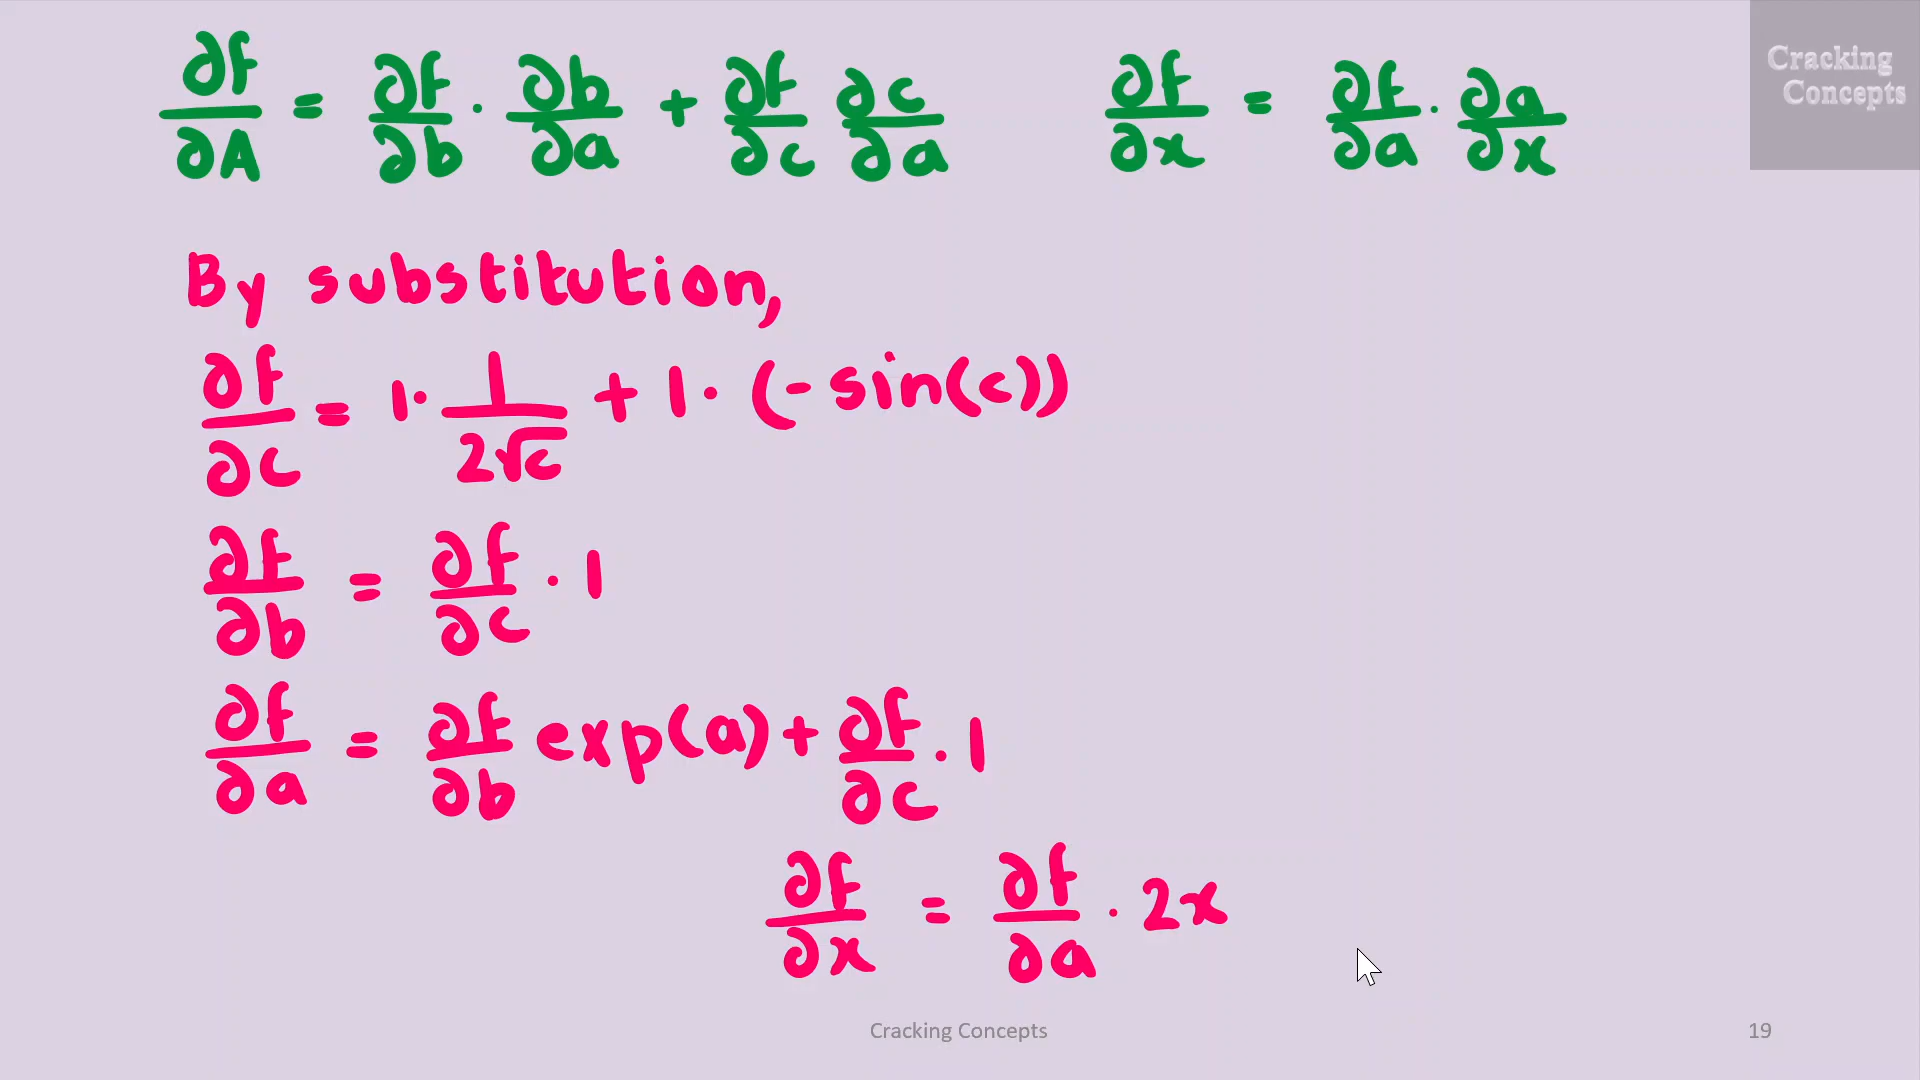 ∂f/∂A = ∂f/∂b · ∂b/∂a + ∂f/∂c ∂c/∂a
∂f/∂x = ∂f/∂a · ∂a/∂x
Cracking
Concepts
By substitution,
∂f/∂c = 1 · 1/(2√c) + 1 · (-sin(c))
∂f/∂b = ∂f/∂c · 1
∂f/∂a = ∂f/∂b exp(a) + ∂f/∂c · 1
∂f/∂x = ∂f/∂a · 2x
Cracking Concepts
19